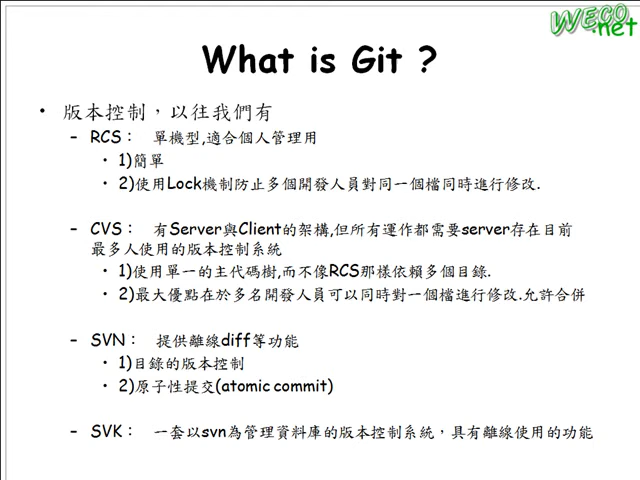 WECO.net
What is Git ?
• 版本控制，以往我們有
– RCS： 單機型,適合個人管理用
• 1)簡單
• 2)使用Lock機制防止多個開發人員對同一個檔同時進行修改.
– CVS： 有Server與Client的架構,但所有運作都需要server存在目前
最多人使用的版本控制系統
• 1)使用單一的主代碼樹,而不像RCS那樣依賴多個目錄.
• 2)最大優點在於多名開發人員可以同時對一個檔進行修改.允許合併
– SVN： 提供離線diff等功能
• 1)目錄的版本控制
• 2)原子性提交(atomic commit)
– SVK： 一套以svn為管理資料庫的版本控制系統，具有離線使用的功能